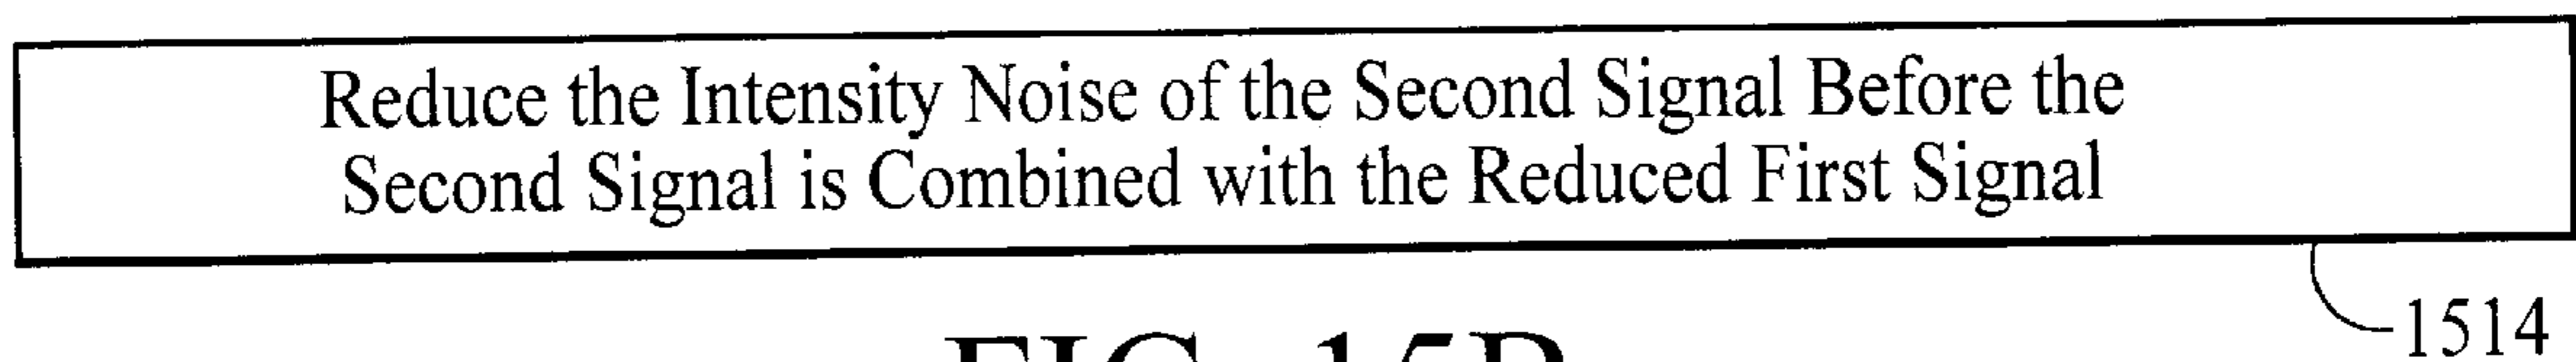 Reduce the Intensity Noise of the Second Signal Before the
Second Signal is Combined with the Reduced First Signal
1514